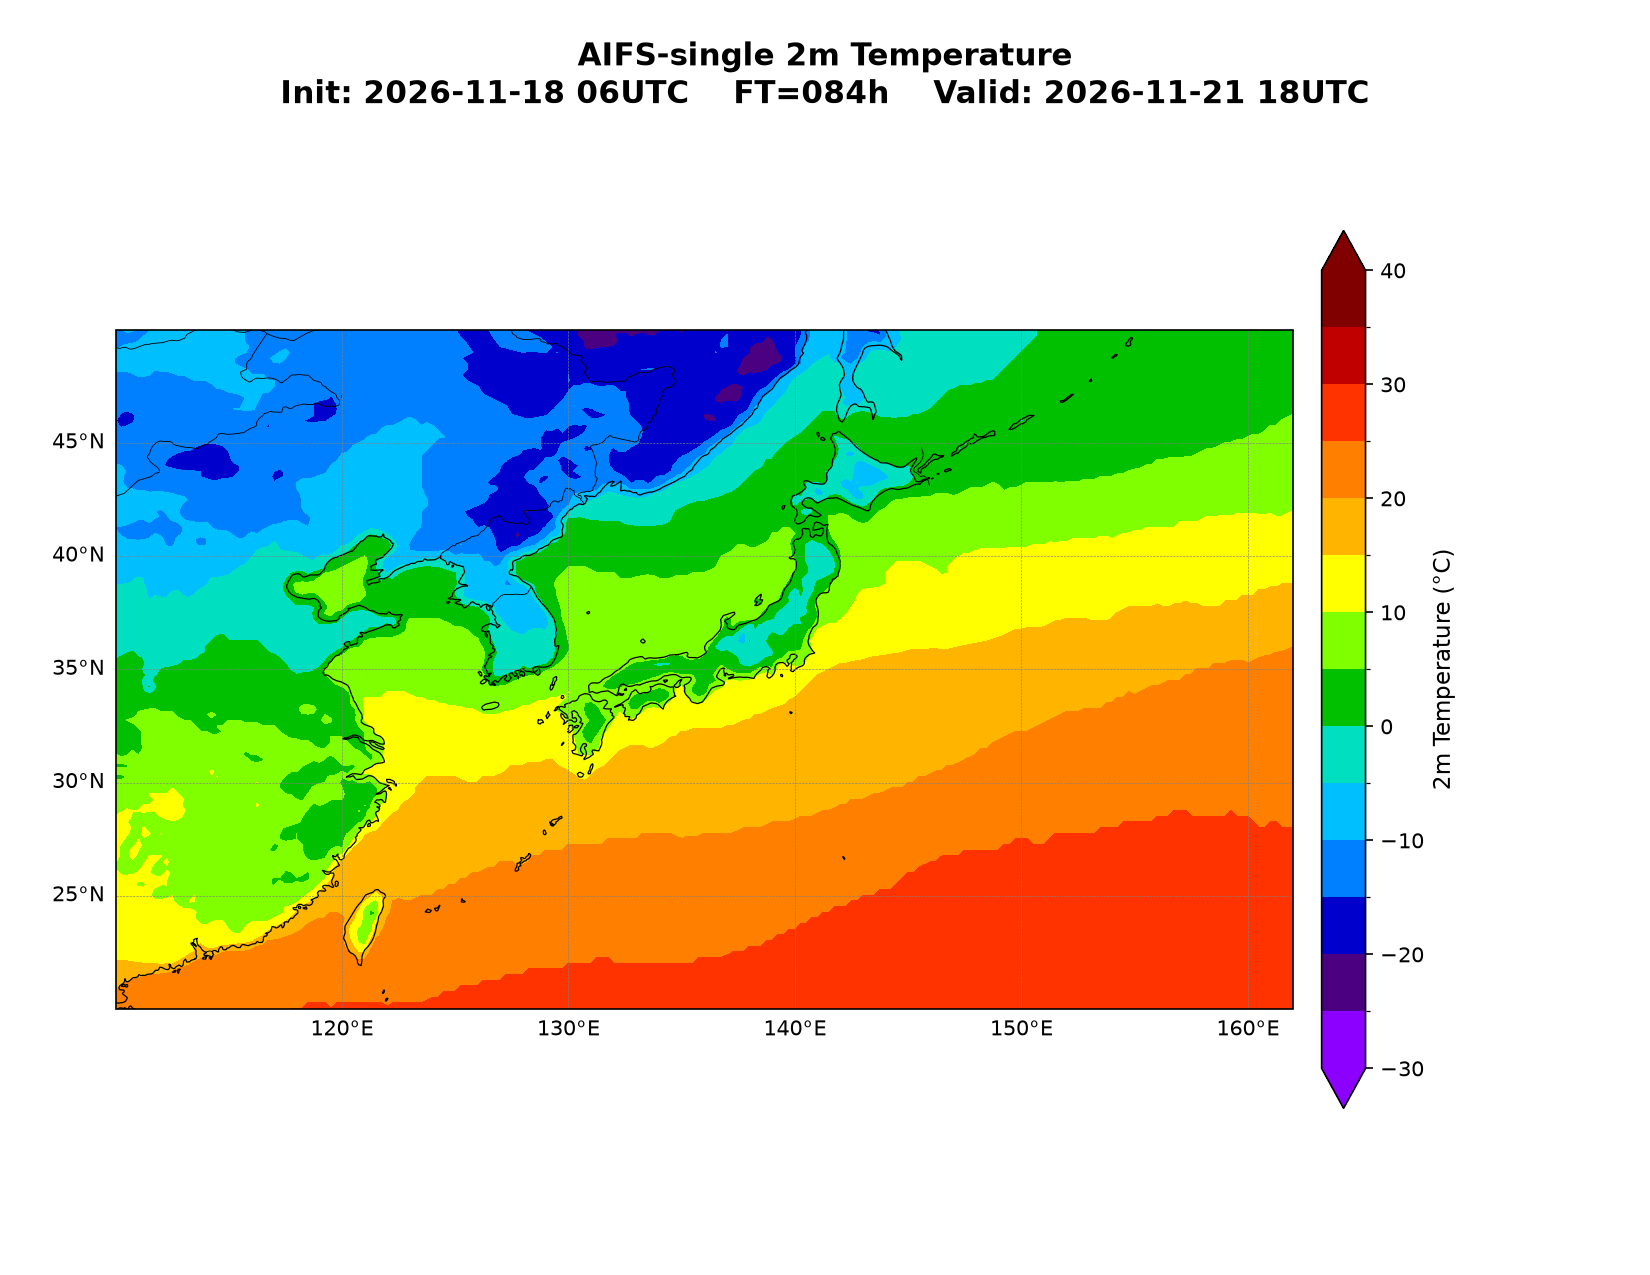 AIFS-single 2m Temperature
Init: 2026-11-18 06UTC    FT=084h    Valid: 2026-11-21 18UTC
45°N
40°N
35°N
30°N
25°N
120°E
130°E
140°E
150°E
160°E
40
30
20
10
0
−10
−20
−30
2m Temperature (°C)